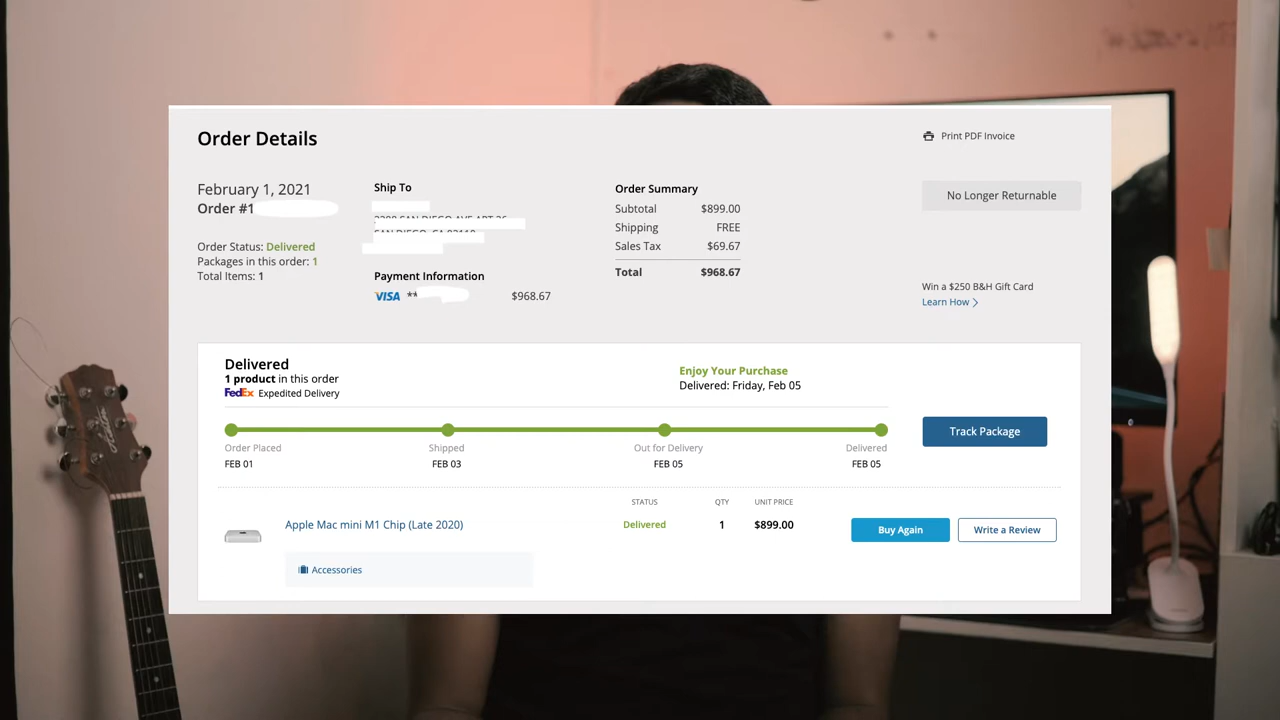 Order Details
Print PDF Invoice
February 1, 2021
Order #1
Order Status: Delivered
Packages in this order: 1
Total Items: 1
Ship To
Payment Information
VISA ** $968.67
Order Summary
Subtotal $899.00
Shipping FREE
Sales Tax $69.67
Total $968.67
No Longer Returnable
Win a $250 B&H Gift Card
Learn How
Delivered
1 product in this order
FedEx Expedited Delivery
Enjoy Your Purchase
Delivered: Friday, Feb 05
Order Placed Shipped Out for Delivery Delivered
FEB 01 FEB 03 FEB 05 FEB 05
Track Package
STATUS QTY UNIT PRICE
Apple Mac mini M1 Chip (Late 2020) Delivered 1 $899.00
Buy Again Write a Review
Accessories